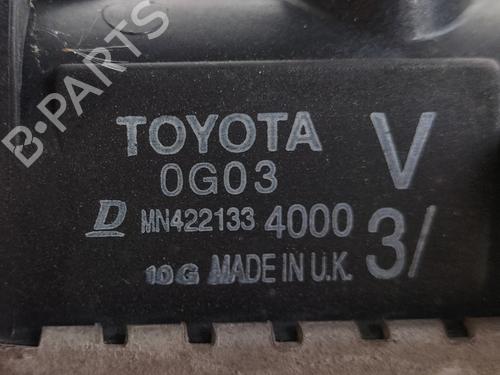 B-PARTS
TOYOTA V
0G03
D MN422133 4000 3/
10G MADE IN U.K.